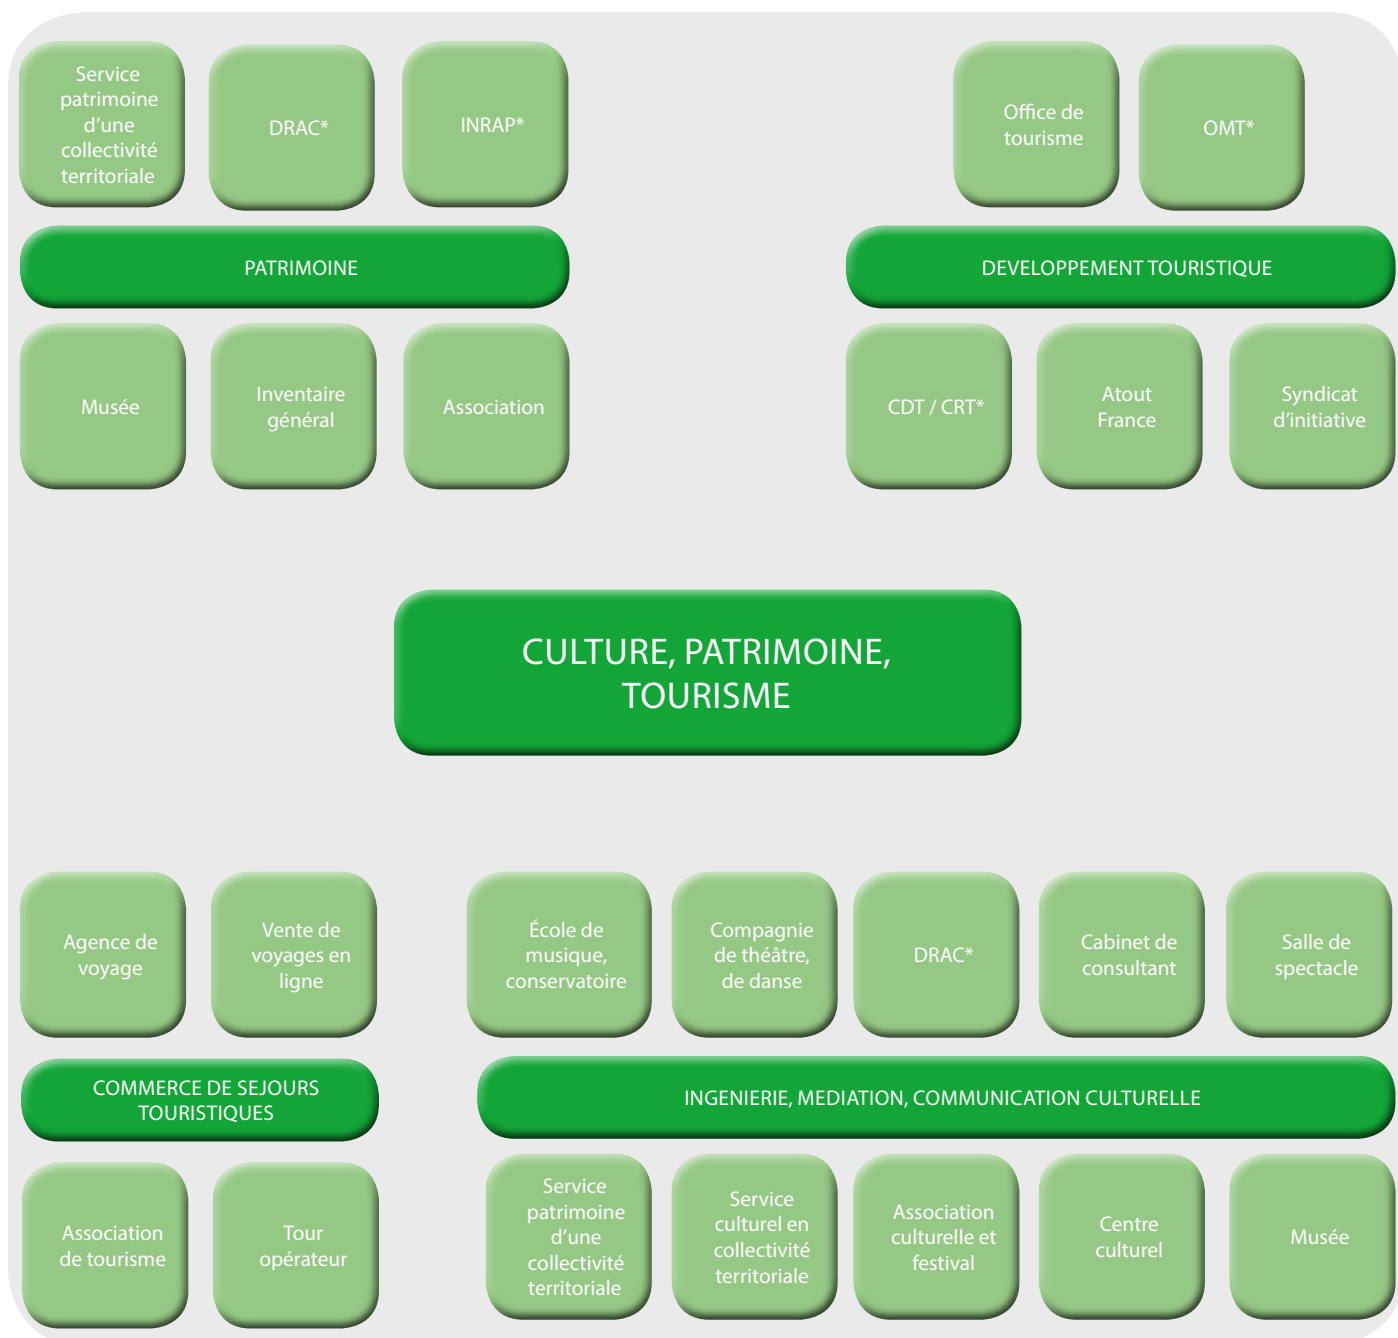 Service
patrimoine
d’une
collectivité
territoriale
DRAC*
INRAP*
PATRIMOINE
Musée
Inventaire
général
Association
Office de
tourisme
OMT*
DEVELOPPEMENT TOURISTIQUE
CDT / CRT*
Atout
France
Syndicat
d’initiative
CULTURE, PATRIMOINE,
TOURISME
Agence de
voyage
Vente de
voyages en
ligne
COMMERCE DE SEJOURS
TOURISTIQUES
Association
de tourisme
Tour
opérateur
École de
musique,
conservatoire
Compagnie
de théâtre,
de danse
DRAC*
Cabinet de
consultant
Salle de
spectacle
INGENIERIE, MEDIATION, COMMUNICATION CULTURELLE
Service
patrimoine
d’une
collectivité
territoriale
Service
culturel en
collectivité
territoriale
Association
culturelle et
festival
Centre
culturel
Musée